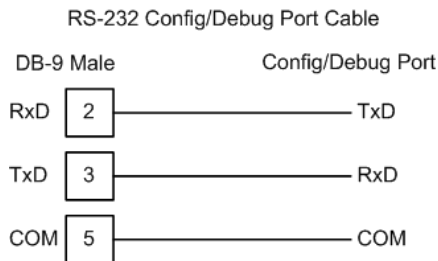 RS-232 Config/Debug Port Cable
DB-9 Male Config/Debug Port
RxD 2 TxD
TxD 3 RxD
COM 5 COM